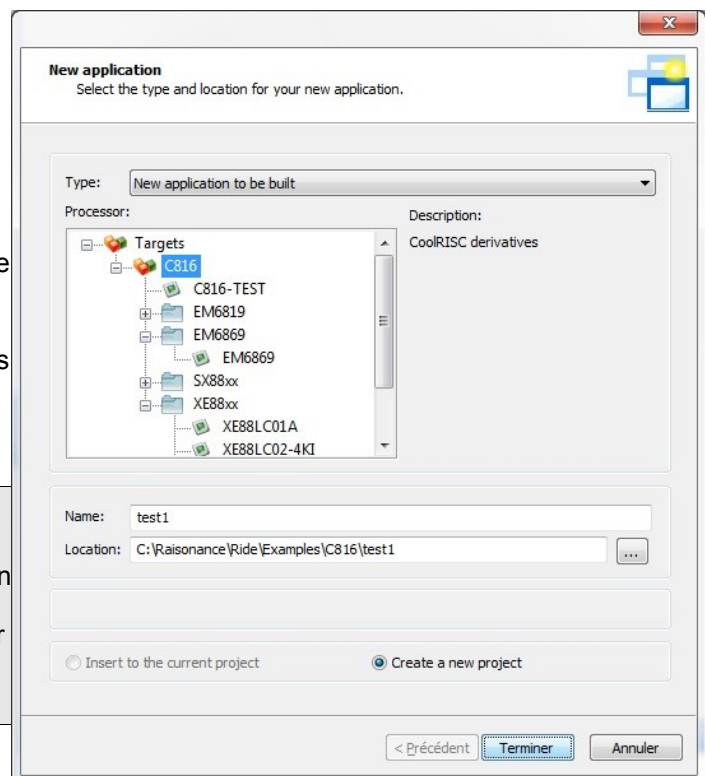 New application
Select the type and location for your new application.
Type: New application to be built
Processor:
Description:
Targets
CoolRISC derivatives
C816
C816-TEST
EM6819
EM6869
EM6869
SX88xx
XE88xx
XE88LC01A
XE88LC02-4KI
Name: test1
Location: C:\Raisonance\Ride\Examples\C816\test1
...
Insert to the current project
Create a new project
< Précédent
Terminer
Annuler